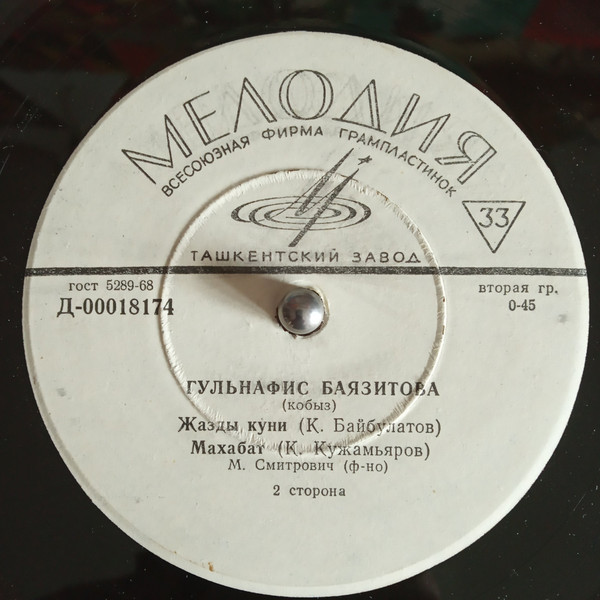 МЕЛОДИЯ
ВСЕСОЮЗНАЯ ФИРМА ГРАМПЛАСТИНОК
33
ТАШКЕНТСКИЙ ЗАВОД
гост 5289-68
Д-00018174
вторая гр.
0-45
ГУЛЬНАФИС БАЯЗИТОВА
(кобыз)
Жазды куни (К. Байбулатов)
Махабат (К. Кужамьяров)
М. Смитрович (ф-но)
2 сторона